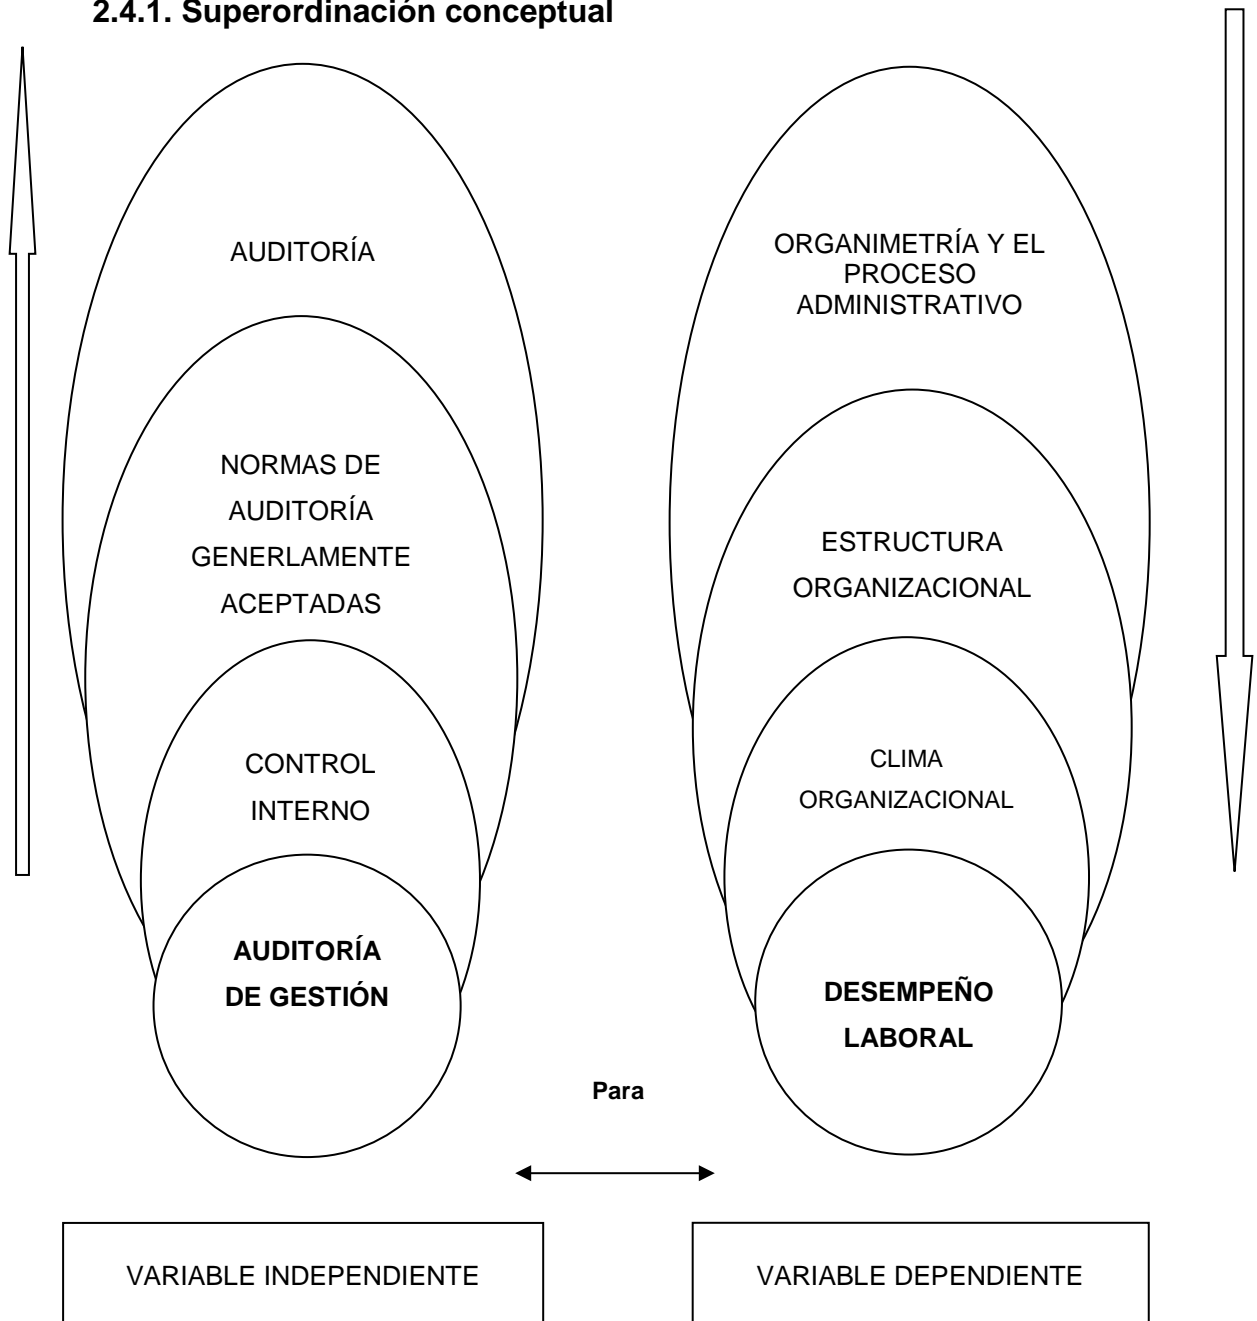 2.4.1. Superordinación conceptual
AUDITORÍA
NORMAS DE
AUDITORÍA
GENERLAMENTE
ACEPTADAS
CONTROL
INTERNO
AUDITORÍA
DE GESTIÓN
ORGANIMETRÍA Y EL
PROCESO
ADMINISTRATIVO
ESTRUCTURA
ORGANIZACIONAL
CLIMA
ORGANIZACIONAL
DESEMPEÑO
LABORAL
Para
VARIABLE INDEPENDIENTE
VARIABLE DEPENDIENTE